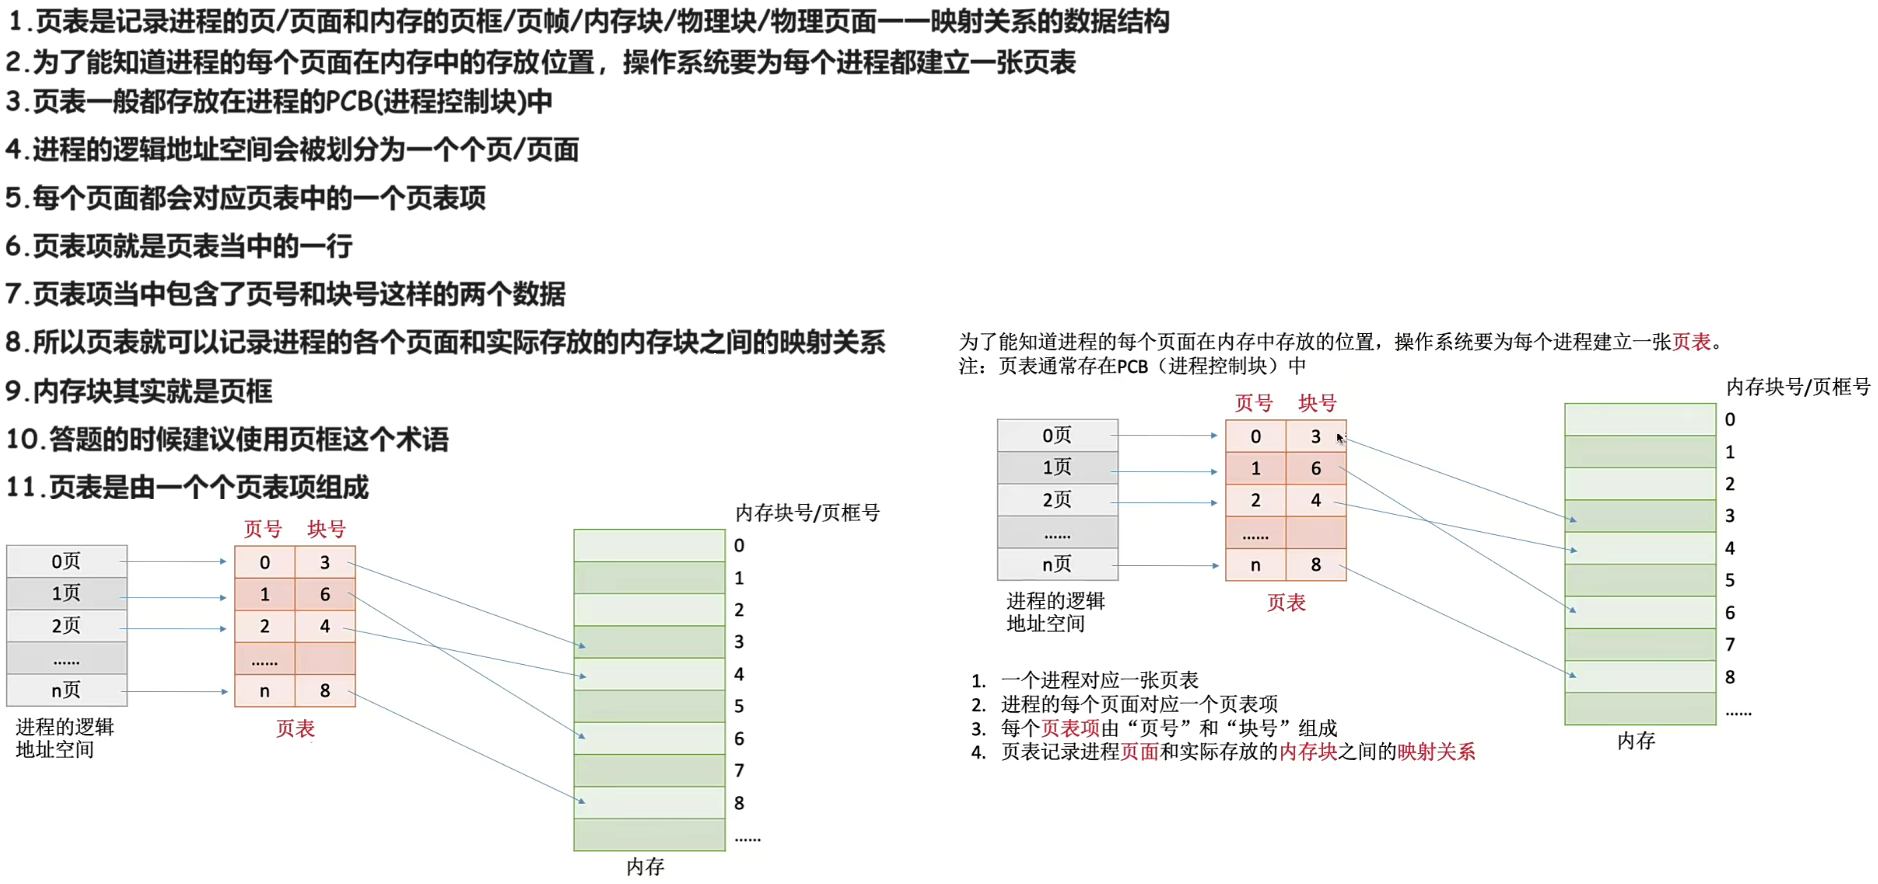 1.页表是记录进程的页/页面和内存的页框/页帧/内存块/物理块/物理页面一一映射关系的数据结构
2.为了能知道进程的每个页面在内存中的存放位置，操作系统要为每个进程都建立一张页表
3.页表一般都存放在进程的PCB(进程控制块)中
4.进程的逻辑地址空间会被划分为一个个页/页面
5.每个页面都会对应页表中的一个页表项
6.页表项就是页表当中的一行
7.页表项当中包含了页号和块号这样的两个数据
8.所以页表就可以记录进程的各个页面和实际存放的内存块之间的映射关系
9.内存块其实就是页框
10.答题的时候建议使用页框这个术语
11.页表是由一个个页表项组成
内存块号/页框号
页号 块号
0页 0 3
1页 1 6
2页 2 4
...... ......
n页 n 8
进程的逻辑
地址空间
页表
0
1
2
3
4
5
6
7
8
......
内存
为了能知道进程的每个页面在内存中存放的位置，操作系统要为每个进程建立一张页表。
注：页表通常存在PCB（进程控制块）中
内存块号/页框号
页号 块号
0页 0 3
1页 1 6
2页 2 4
...... ......
n页 n 8
进程的逻辑
地址空间
页表
0
1
2
3
4
5
6
7
8
......
内存
1. 一个进程对应一张页表
2. 进程的每个页面对应一个页表项
3. 每个页表项由“页号”和“块号”组成
4. 页表记录进程页面和实际存放的内存块之间的映射关系